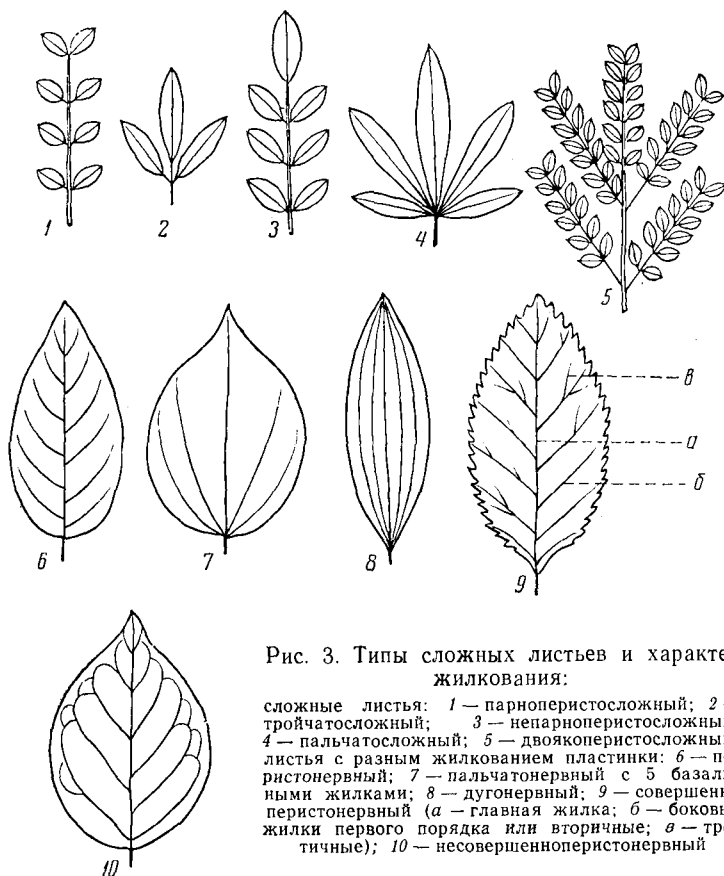 1
2
3
4
5
6
7
8
9
в
а
б
10
Рис. 3. Типы сложных листьев и характе
жилкования:
сложные листья: 1 — парноперистосложный; 2
тройчатосложный; 3 — непарноперистосложны
4 — пальчатосложный; 5 — двоякоперистосложны
листья с разным жилкованием пластинки: 6 — п
ристонервный; 7 — пальчатонервный с 5 базал
ными жилками; 8 — дугонервный; 9 — совершенн
перистонервный (а — главная жилка; б — боковы
жилки первого порядка или вторичные; в — тре
тичные); 10 — несовершенноперистонервный